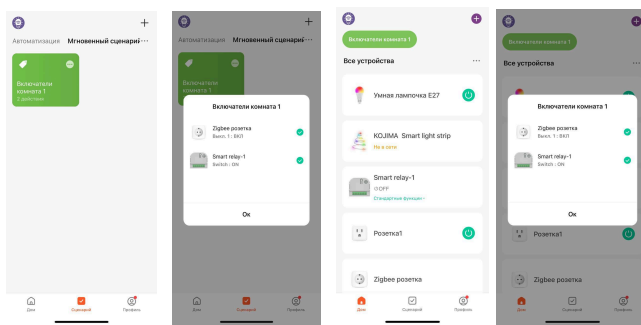 Автоматизация Мгновенный сценарий ...
Включатели
комната 1
2 действия
Дом Сценарий Профиль
Автоматизация Мгновенный сценарий ...
Включатели
комната 1
Включатели комната 1
Zigbee розетка
Выкл. 1 : ВКЛ
Smart relay-1
Switch : ON
Ок
Дом Сценарий Профиль
Включатели комната 1
Все устройства ...
Умная лампочка E27
KOJIMA Smart light strip
Не в сети
Smart relay-1
OFF
Стандартные функции
Розетка1
Zigbee розетка
Дом Сценарий Профиль
Включатели комната 1
Все устройства ...
Включатели комната 1
Zigbee розетка
Выкл. 1 : ВКЛ
Smart relay-1
Switch : ON
Ок
Розетка1
Zigbee розетка
Дом Сценарий Профиль